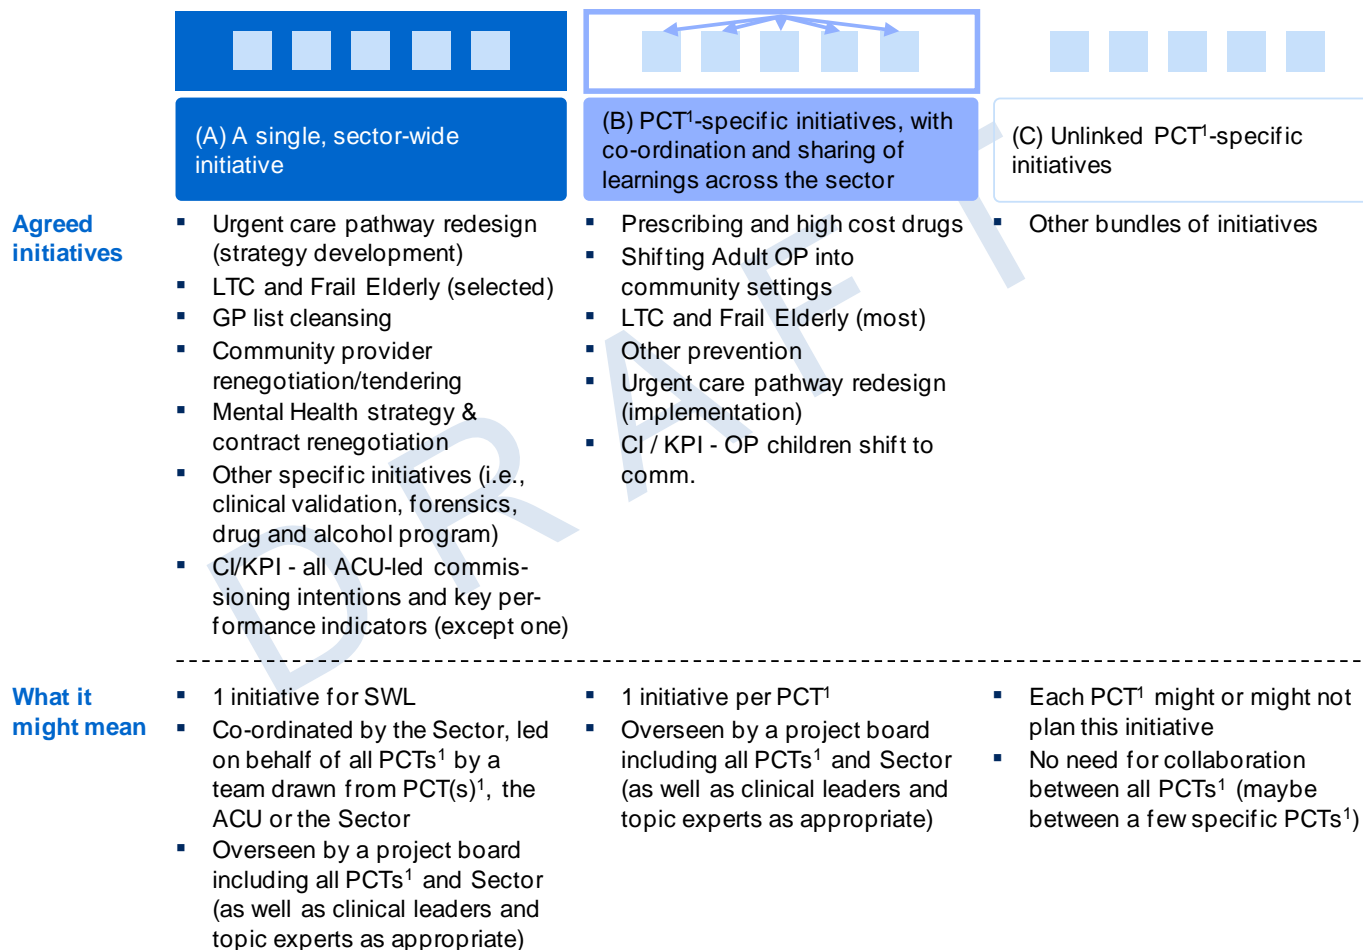 (A) A single, sector-wide
initiative
(B) PCT¹-specific initiatives, with
co-ordination and sharing of
learnings across the sector
(C) Unlinked PCT¹-specific
initiatives
Agreed
initiatives
▪ Urgent care pathway redesign
(strategy development)
▪ LTC and Frail Elderly (selected)
▪ GP list cleansing
▪ Community provider
renegotiation/tendering
▪ Mental Health strategy &
contract renegotiation
▪ Other specific initiatives (i.e.,
clinical validation, forensics,
drug and alcohol program)
▪ CI/KPI - all ACU-led commis-
sioning intentions and key per-
formance indicators (except one)
▪ Prescribing and high cost drugs
▪ Shifting Adult OP into
community settings
▪ LTC and Frail Elderly (most)
▪ Other prevention
▪ Urgent care pathway redesign
(implementation)
▪ CI / KPI - OP children shift to
comm.
▪ Other bundles of initiatives
What it
might mean
▪ 1 initiative for SWL
▪ Co-ordinated by the Sector, led
on behalf of all PCTs¹ by a
team drawn from PCT(s)¹, the
ACU or the Sector
▪ Overseen by a project board
including all PCTs¹ and Sector
(as well as clinical leaders and
topic experts as appropriate)
▪ 1 initiative per PCT¹
▪ Overseen by a project board
including all PCTs¹ and Sector
(as well as clinical leaders and
topic experts as appropriate)
▪ Each PCT¹ might or might not
plan this initiative
▪ No need for collaboration
between all PCTs¹ (maybe
between a few specific PCTs¹)
DRAFT